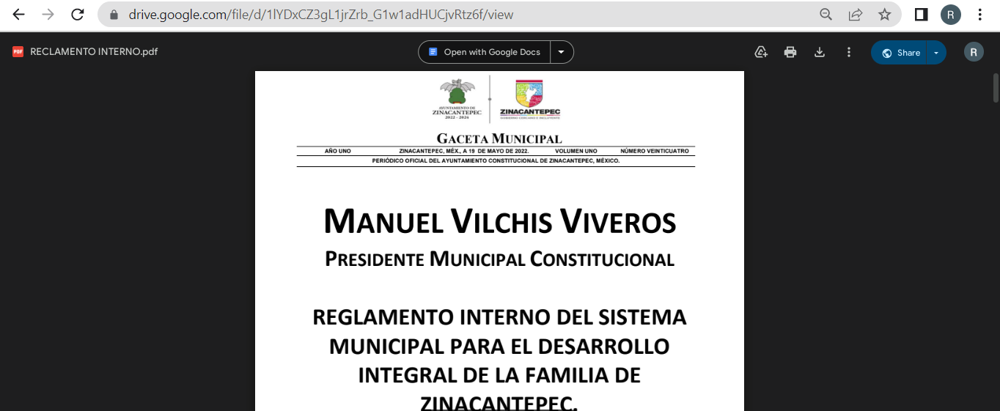 drive.google.com/file/d/1lYDxCZ3gL1jrZrb_G1w1adHUCjvRtz6f/view
R
PDF RECLAMENTO INTERNO.pdf
Open with Google Docs
Share
R
AYUNTAMIENTO DE
ZINACANTEPEC
2022 - 2024
ZINACANTEPEC
GOBIERNO CERCANO E INCLUYENTE
GACETA MUNICIPAL
AÑO UNO ZINACANTEPEC, MÉX., A 19 DE MAYO DE 2022. VOLUMEN UNO NÚMERO VEINTICUATRO
PERIÓDICO OFICIAL DEL AYUNTAMIENTO CONSTITUCIONAL DE ZINACANTEPEC, MÉXICO.
MANUEL VILCHIS VIVEROS
PRESIDENTE MUNICIPAL CONSTITUCIONAL
REGLAMENTO INTERNO DEL SISTEMA
MUNICIPAL PARA EL DESARROLLO
INTEGRAL DE LA FAMILIA DE
ZINACANTEPEC.